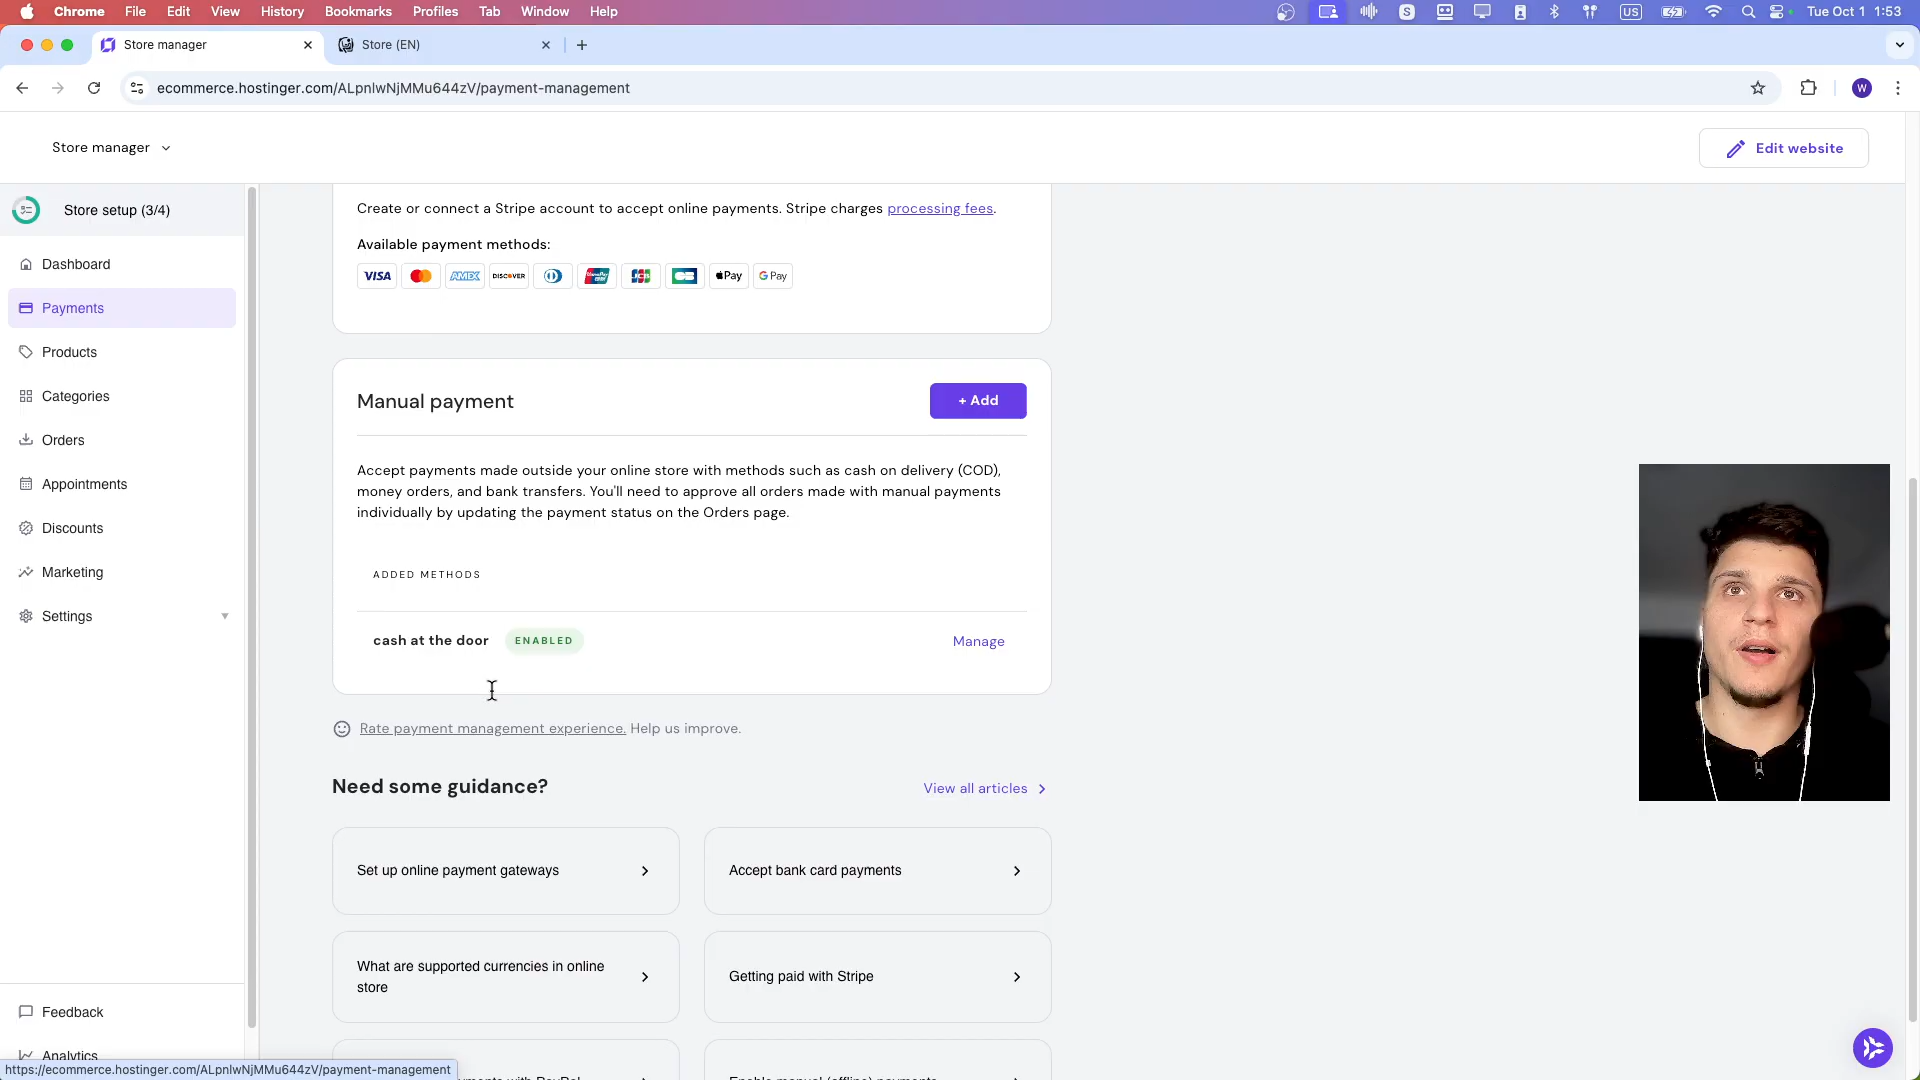 Chrome File Edit View History Bookmarks Profiles Tab Window Help
US
Tue Oct 1 1:53
Store manager
Store (EN)
ecommerce.hostinger.com/ALpnlwNjMMu644zV/payment-management
W
Store manager
Edit website
Store setup (3/4)
Dashboard
Payments
Products
Categories
Orders
Appointments
Discounts
Marketing
Settings
Feedback
Analytics
Create or connect a Stripe account to accept online payments. Stripe charges processing fees.
Available payment methods:
VISA
AMEX
DISCOVER
JCB
Pay
G Pay
Manual payment
+ Add
Accept payments made outside your online store with methods such as cash on delivery (COD),
money orders, and bank transfers. You'll need to approve all orders made with manual payments
individually by updating the payment status on the Orders page.
ADDED METHODS
cash at the door
ENABLED
Manage
Rate payment management experience. Help us improve.
Need some guidance?
View all articles
Set up online payment gateways
Accept bank card payments
What are supported currencies in online
store
Getting paid with Stripe
https://ecommerce.hostinger.com/ALpnlwNjMMu644zV/payment-management